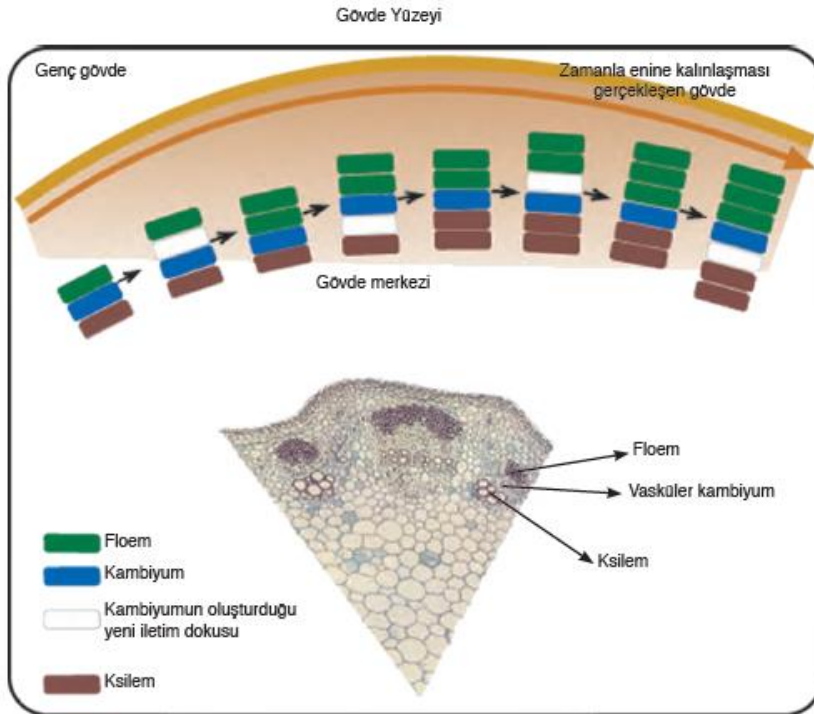 Gövde Yüzeyi
Genç gövde
Zamanla enine kalınlaşması
gerçekleşen gövde
Gövde merkezi
Floem
Vasküler kambiyum
Ksilem
Floem
Kambiyum
Kambiyumun oluşturduğu
yeni iletim dokusu
Ksilem